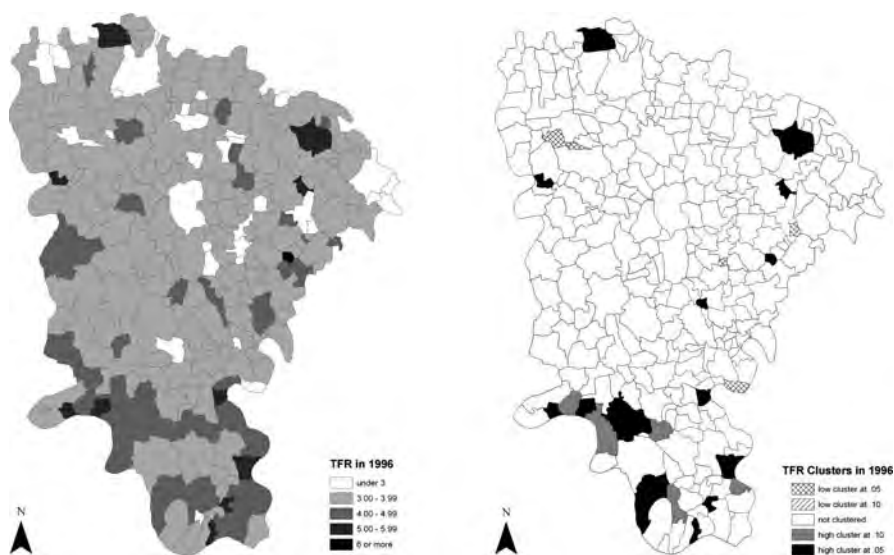 TFR in 1996
under 3
3.00 - 3.99
4.00 - 4.99
5.00 - 5.99
6 or more
N
TFR Clusters in 1996
low cluster at .05
low cluster at .10
not clustered
high cluster at .10
high cluster at .05
N